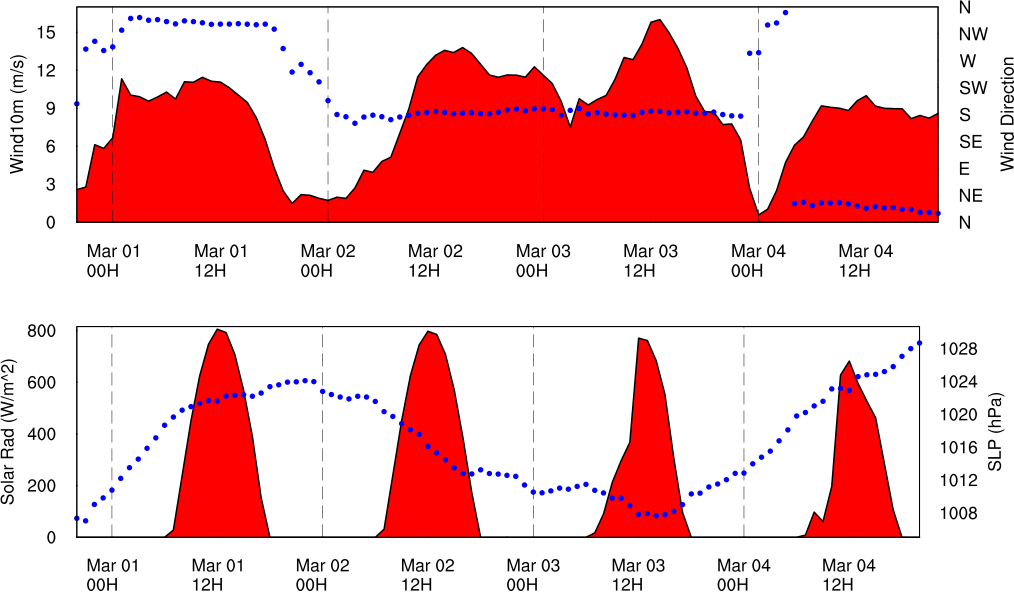 15
12
9
6
3
0
Wind10m (m/s)
N
NW
W
SW
S
SE
E
NE
N
Wind Direction
Mar 01 Mar 01 Mar 02 Mar 02 Mar 03 Mar 03 Mar 04 Mar 04
00H 12H 00H 12H 00H 12H 00H 12H
800
600
400
200
0
Solar Rad (W/m^2)
1028
1024
1020
1016
1012
1008
SLP (hPa)
Mar 01 Mar 01 Mar 02 Mar 02 Mar 03 Mar 03 Mar 04 Mar 04
00H 12H 00H 12H 00H 12H 00H 12H